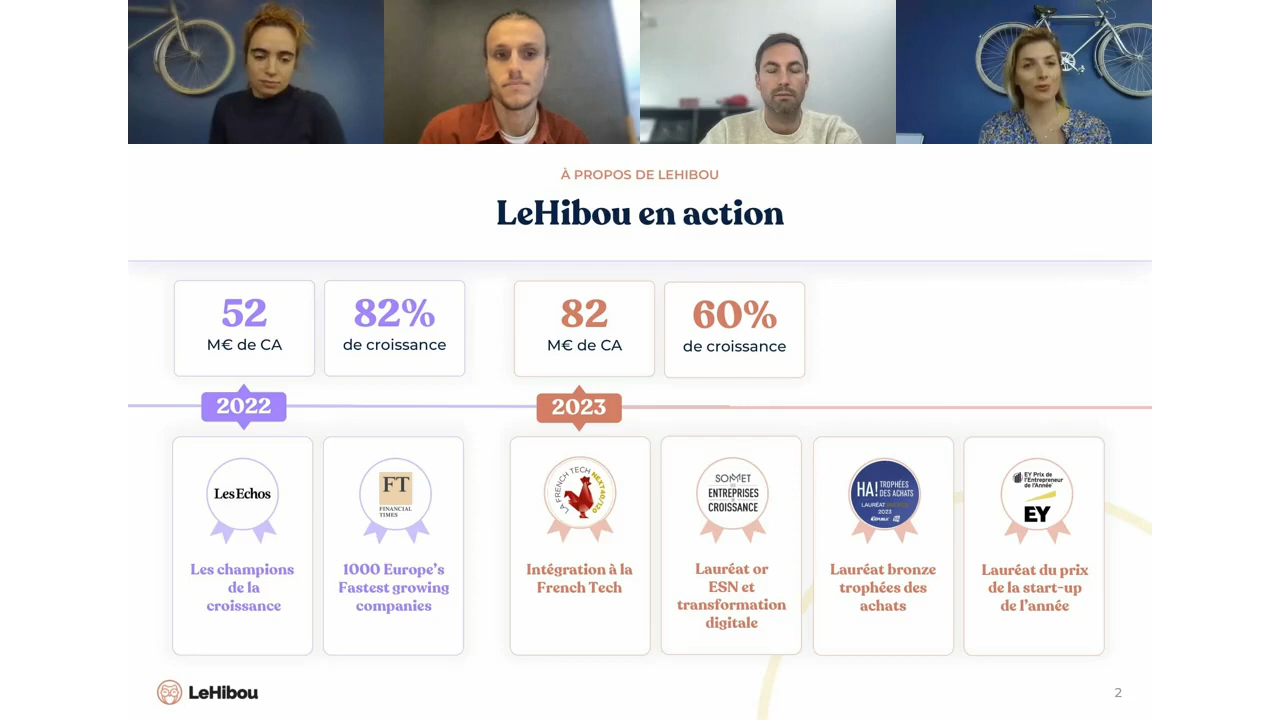 À PROPOS DE LEHIBOU
LeHibou en action
52
M€ de CA
82%
de croissance
82
M€ de CA
60%
de croissance
2022
2023
Les Echos
FT
FINANCIAL
TIMES
LA FRENCH TECH NEXT40/120
SOMMET
DES
ENTREPRISES
CROISSANCE
HA! TROPHÉES
DES ACHATS
LAURÉAT BRONZE
2023
EY Prix de
l'Entrepreneur
de l'Année
EY
Les champions
de la
croissance
1000 Europe's
Fastest growing
companies
Intégration à la
French Tech
Lauréat or
ESN et
transformation
digitale
Lauréat bronze
trophées des
achats
Lauréat du prix
de la start-up
de l'année
LeHibou
2